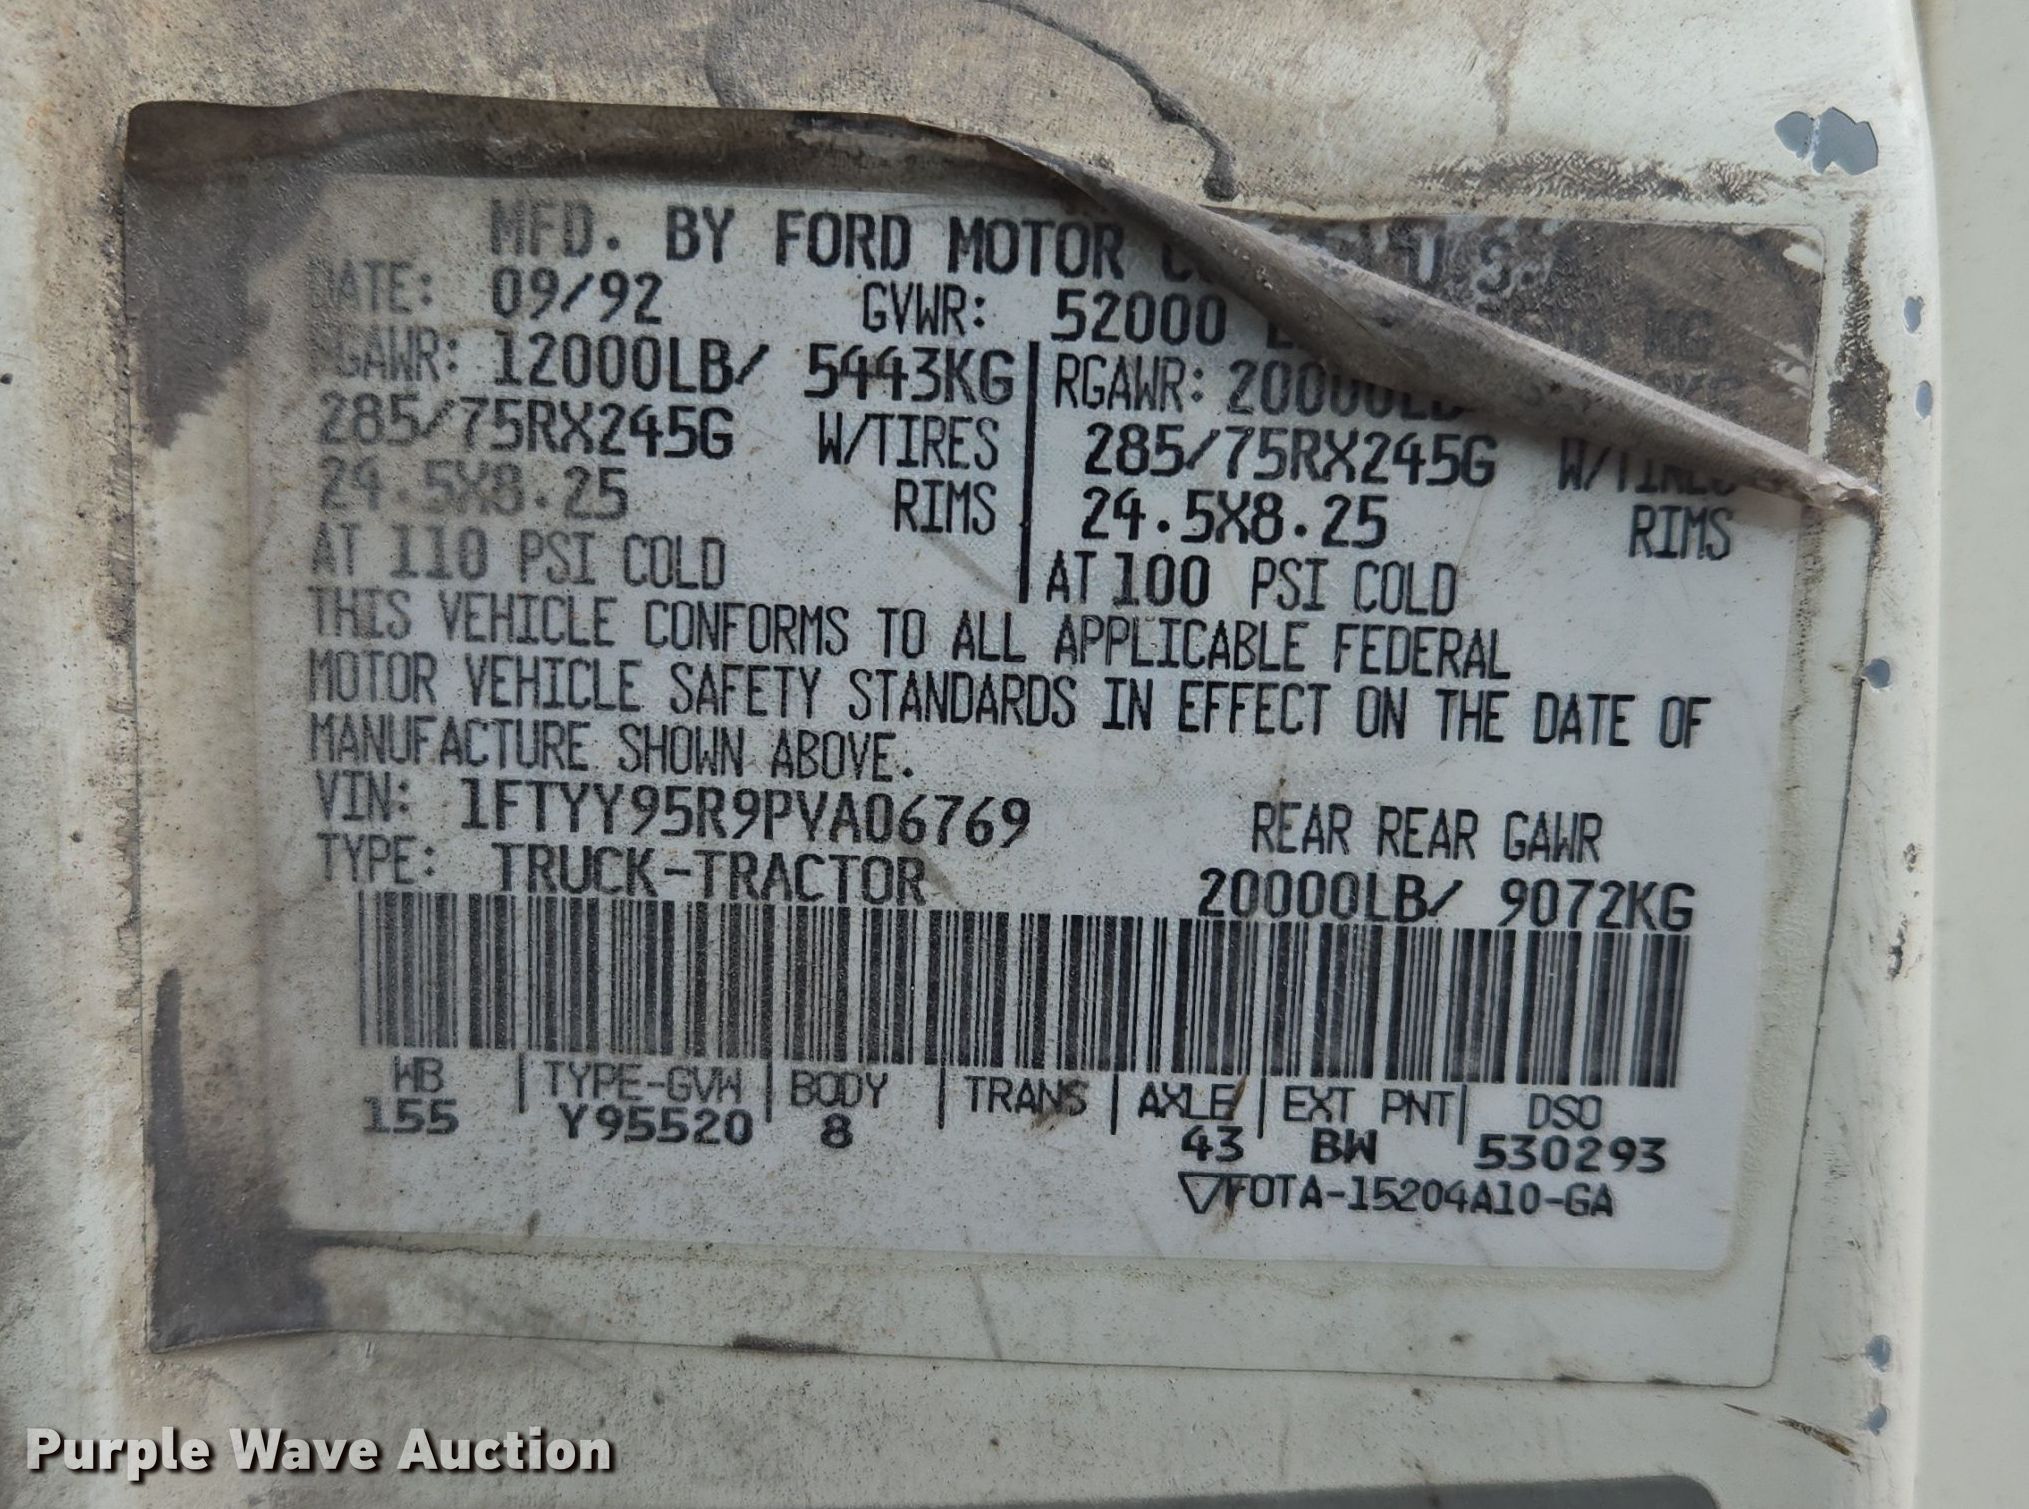 MFD. BY FORD MOTOR
DATE: 09/92 GVWR: 52000
GAWR: 12000LB/ 5443KG RGAWR: 20000LB
285/75RX245G W/TIRES 285/75RX245G W/TIRES
24.5X8.25 RIMS 24.5X8.25 RIMS
AT 110 PSI COLD AT 100 PSI COLD
THIS VEHICLE CONFORMS TO ALL APPLICABLE FEDERAL
MOTOR VEHICLE SAFETY STANDARDS IN EFFECT ON THE DATE OF
MANUFACTURE SHOWN ABOVE.
VIN: 1FTYY95R9PVA06769 REAR REAR GAWR
TYPE: TRUCK-TRACTOR 20000LB/ 9072KG
WB | TYPE-GVW | BODY | TRANS | AXLE | EXT PNT | DSO
155 Y95520 8 43 BW 530293
▽FOTA-15204A10-GA
Purple Wave Auction